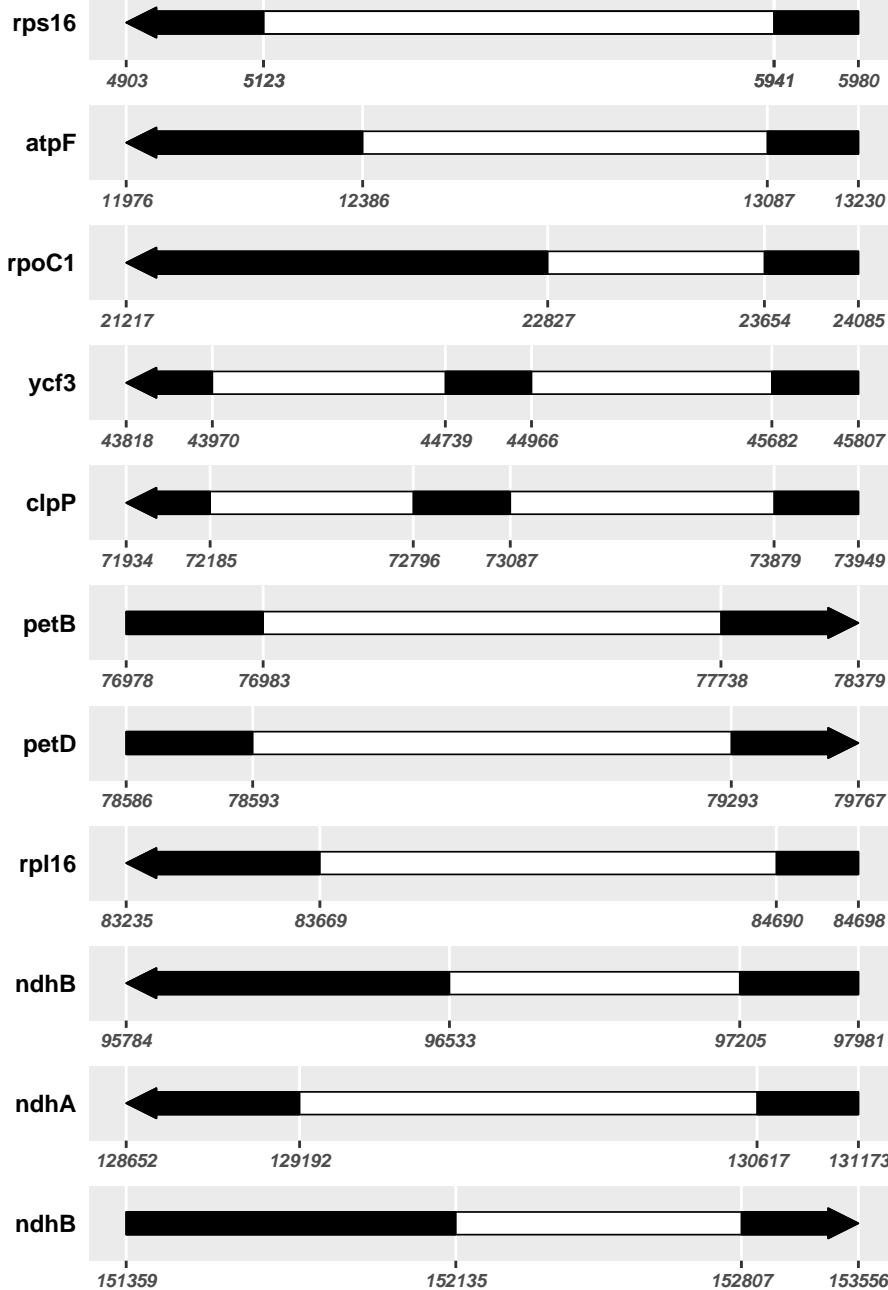 rps16
4903 5123 5941 5980
atpF
11976 12386 13087 13230
rpoC1
21217 22827 23654 24085
ycf3
43818 43970 44739 44966 45682 45807
clpP
71934 72185 72796 73087 73879 73949
petB
76978 76983 77738 78379
petD
78586 78593 79293 79767
rpl16
83235 83669 84690 84698
ndhB
95784 96533 97205 97981
ndhA
128652 129192 130617 131173
ndhB
151359 152135 152807 153556